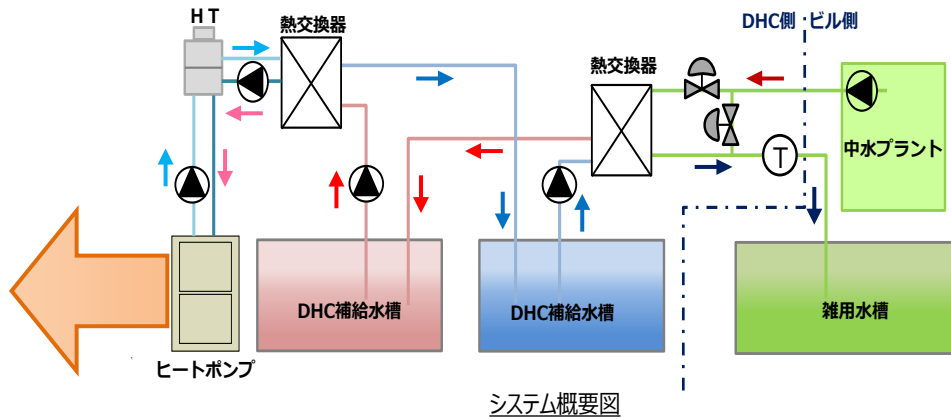 HT
熱交換器
熱交換器
DHC側
ビル側
中水プラント
T
DHC補給水槽
DHC補給水槽
雑用水槽
ヒートポンプ
システム概要図